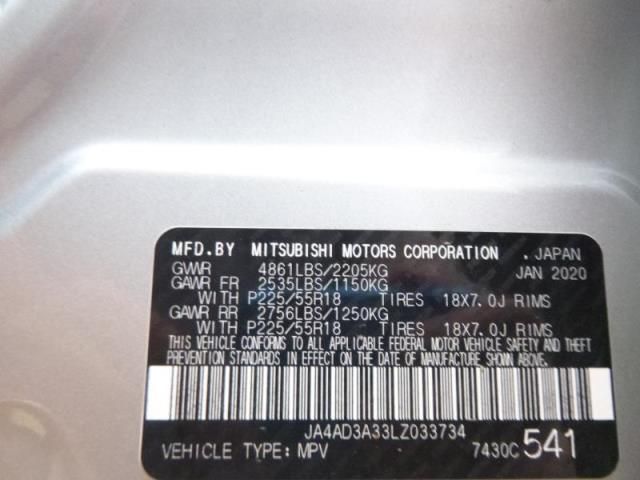 MFD.BY MITSUBISHI MOTORS CORPORATION . JAPAN
GVWR 4861LBS/2205KG JAN 2020
GAWR FR 2535LBS/1150KG
WITH P225/55R18 TIRES 18X7.0J RIMS
GAWR RR 2756LBS/1250KG
WITH P225/55R18 TIRES 18X7.0J RIMS
THIS VEHICLE CONFORMS TO ALL APPLICABLE FEDERAL MOTOR VEHICLE SAFETY AND THEFT
PREVENTION STANDARDS IN EFFECT ON THE DATE OF MANUFACTURE SHOWN ABOVE.
JA4AD3A33LZ033734
VEHICLE TYPE: MPV 7430C 541